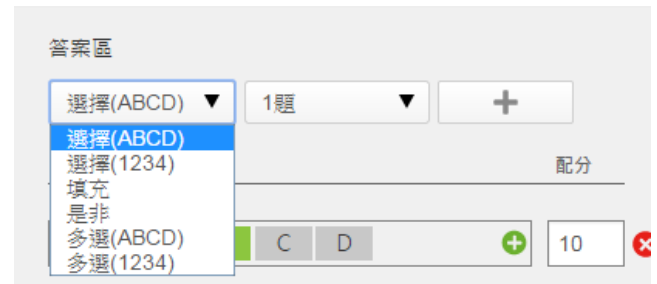 答案區
選擇(ABCD) ▼ 1題 ▼ +
選擇(ABCD)
選擇(1234)
配分
填充
是非
多選(ABCD) C D 10
多選(1234)